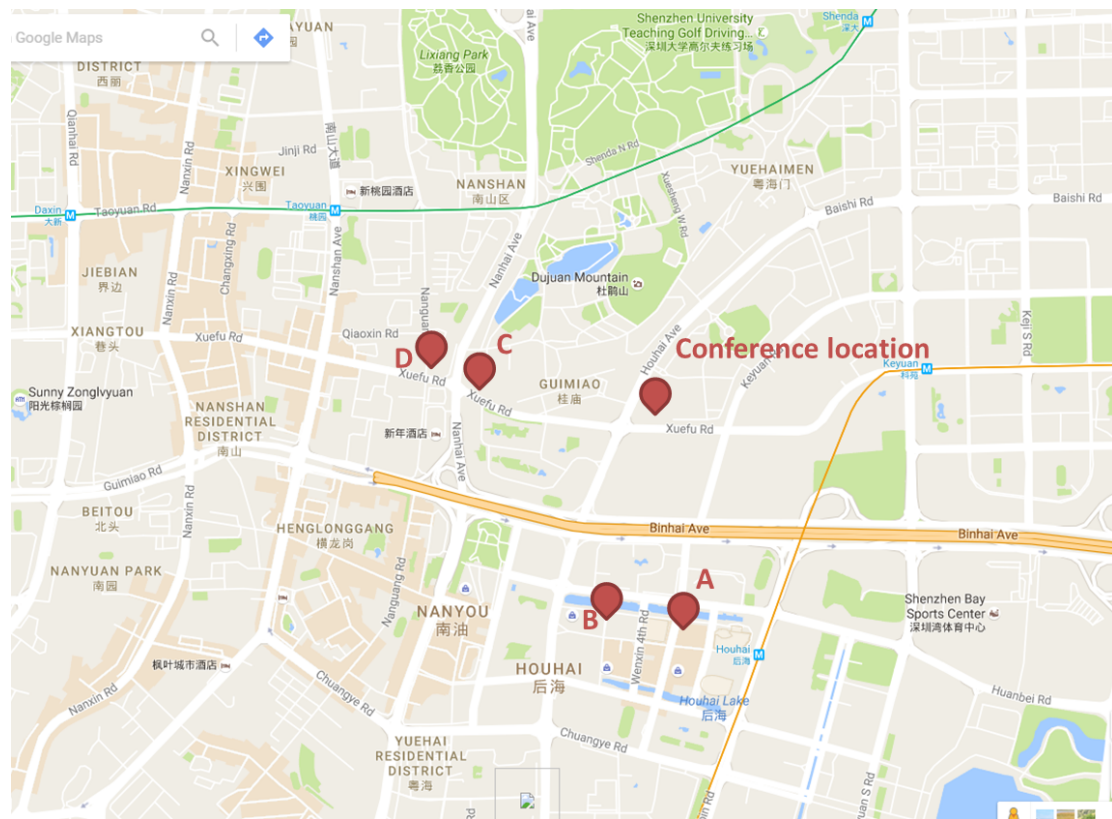 Google Maps
AYUAN
园
DISTRICT
西丽
Qianhai Rd
Nanxin Rd
南山大道
Nanhai Ave
Lixiang Park
荔香公园
Shenzhen University
Teaching Golf Driving...
深圳大学高尔夫练习场
Shenda
深大
Jinji Rd
XINGWEI
兴围
新桃园酒店
NANSHAN
南山区
Shenda N Rd
YUEHAIMEN
粤海门
Xuesheng W Rd
Baishi Rd
Baishi Rd
Daxin
大新
Taoyuan Rd
Taoyuan
桃园
Changxing Rd
Nanshan Ave
Nanhai Ave
JIEBIAN
界边
Nanxin Rd
Dujuan Mountain
杜鹃山
XIANGTOU
巷头
Xuefu Rd
Qiaoxin Rd
D
C
Xuefu Rd
Xuefu Rd
Houhai Ave
Conference location
Keyuan Rd
Keyuan
科苑
Keji S Rd
GUIMIAO
桂庙
Sunny Zonglvyuan
阳光棕榈园
NANSHAN
RESIDENTIAL
DISTRICT
南山
新年酒店
Nanhai Ave
Xuefu Rd
Guimiao Rd
BEITOU
北头
Nanxin Rd
HENGLONGGANG
横龙岗
Binhai Ave
Binhai Ave
NANYUAN PARK
南园
Nanguang Rd
NANYOU
南油
A
B
Wenxin 4th Rd
Shenzhen Bay
Sports Center
深圳湾体育中心
Houhai
后海
枫叶城市酒店
HOUHAI
后海
Houhai Lake
后海
Huanbei Rd
Nanxin Rd
Chuangye Rd
Chuangye Rd
YUEHAI
RESIDENTIAL
DISTRICT
粤海